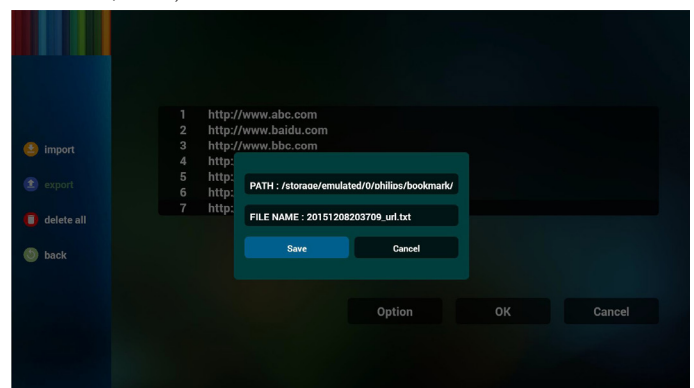 1 http://www.abc.com
2 http://www.baidu.com
3 http://www.bbc.com
import
4 http:
5 http:
export
6 http:
7 http:
delete all
back
PATH : /storage/emulated/0/philips/bookmark/
FILE NAME : 20151208203709_url.txt
Save Cancel
Option OK Cancel